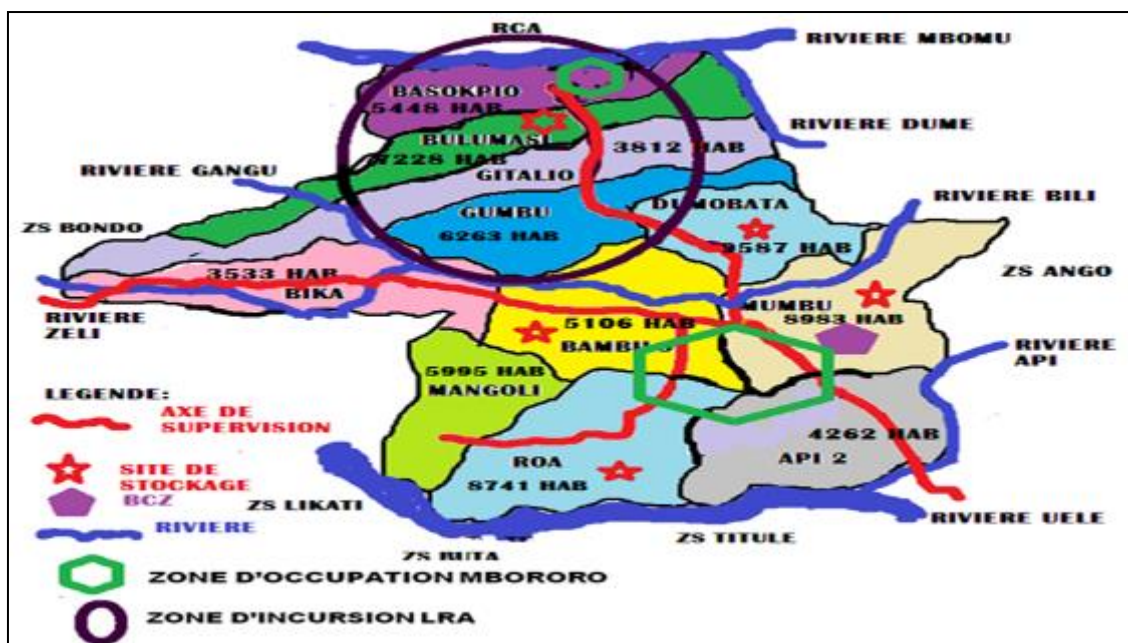 RCA
RIVIERE MBOMU
BASOKPIO
5448 HAB
BULUMASI
7228 HAB
RIVIERE DUME
3812 HAB
GITALIO
RIVIERE GANGU
DUMOBATA
RIVIERE BILI
GUMBU
6263 HAB
9587 HAB
ZS BONDO
3533 HAB
BIKA
ZS ANGO
RIVIERE
ZELI
MUMBU
8983 HAB
5106 HAB
BAMBU
RIVIERE
API
5995 HAB
MANGOLI
LEGENDE:
AXE DE
SUPERVISION
4262 HAB
API 2
SITE DE
STOCKAGE
ROA
8741 HAB
BCZ
ZS LIKATI
RIVIERE
RIVIERE UELE
ZS TITULE
ZS BUTA
ZONE D'OCCUPATION MBORORO
ZONE D'INCURSION LRA